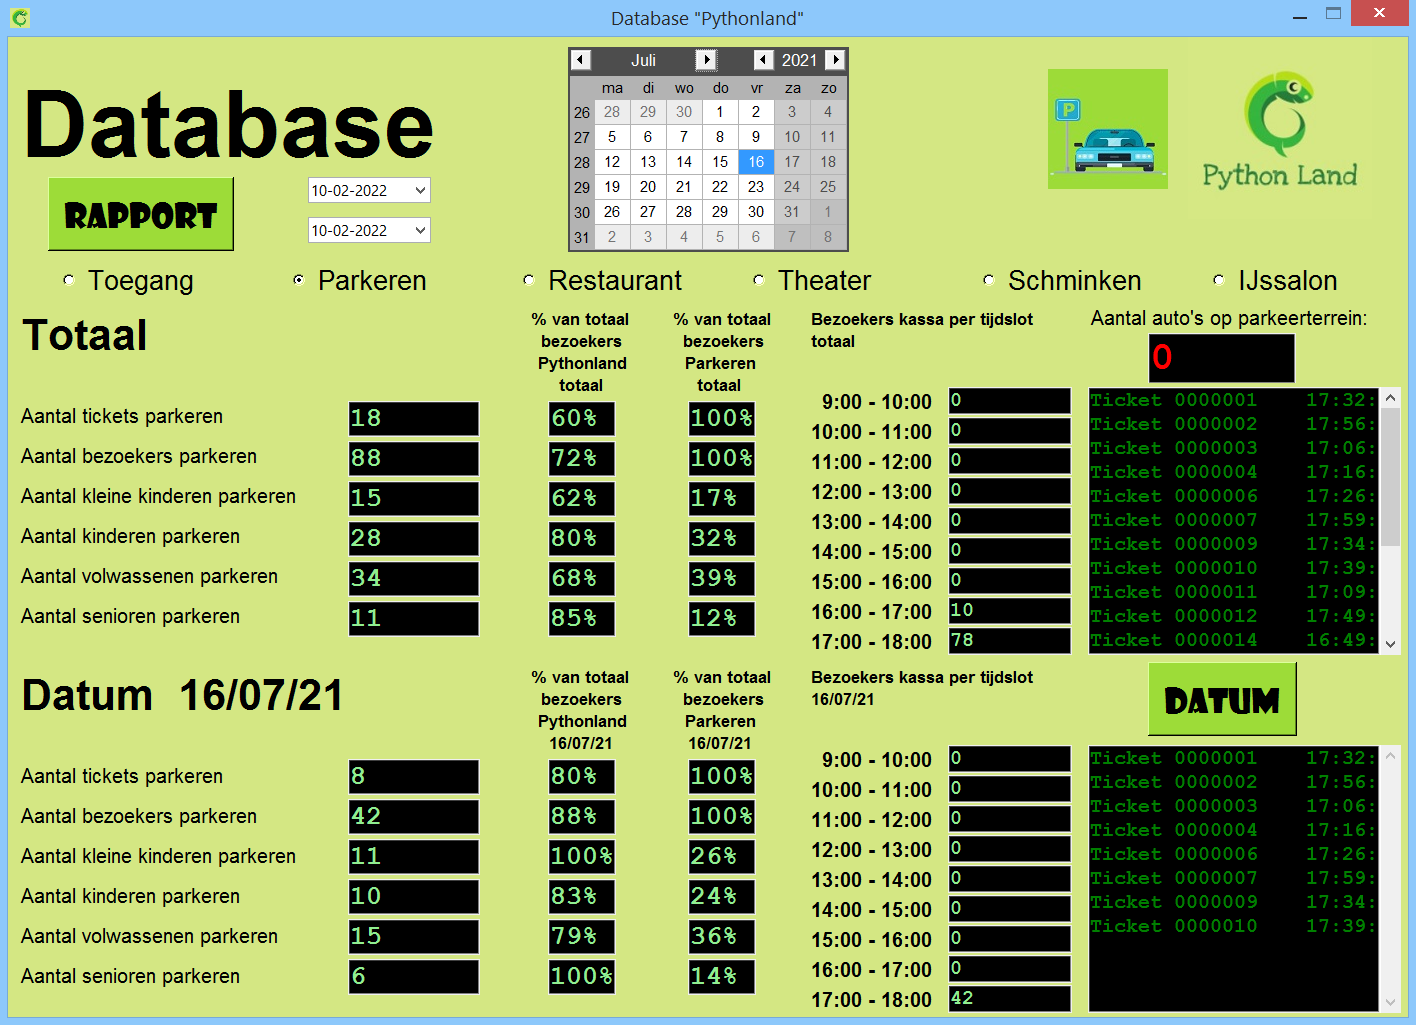 Database "Pythonland"
Database
RAPPORT
10-02-2022
10-02-2022
Juli 2021
ma di wo do vr za zo
26 28 29 30 1 2 3 4
27 5 6 7 8 9 10 11
28 12 13 14 15 16 17 18
29 19 20 21 22 23 24 25
30 26 27 28 29 30 31 1
31 2 3 4 5 6 7 8
P
Python Land
Toegang Parkeren Restaurant Theater Schminken IJssalon
Totaal
% van totaal
bezoekers
Pythonland
totaal
% van totaal
bezoekers
Parkeren
totaal
Aantal tickets parkeren 18 60% 100%
Aantal bezoekers parkeren 88 72% 100%
Aantal kleine kinderen parkeren 15 62% 17%
Aantal kinderen parkeren 28 80% 32%
Aantal volwassenen parkeren 34 68% 39%
Aantal senioren parkeren 11 85% 12%
Bezoekers kassa per tijdslot
totaal
9:00 - 10:00 0
10:00 - 11:00 0
11:00 - 12:00 0
12:00 - 13:00 0
13:00 - 14:00 0
14:00 - 15:00 0
15:00 - 16:00 0
16:00 - 17:00 10
17:00 - 18:00 78
Aantal auto's op parkeerterrein:
0
Ticket 0000001 17:32:
Ticket 0000002 17:56:
Ticket 0000003 17:06:
Ticket 0000004 17:16:
Ticket 0000006 17:26:
Ticket 0000007 17:59:
Ticket 0000009 17:34:
Ticket 0000010 17:39:
Ticket 0000011 17:09:
Ticket 0000012 17:49:
Ticket 0000014 16:49:
Datum 16/07/21
% van totaal
bezoekers
Pythonland
16/07/21
% van totaal
bezoekers
Parkeren
16/07/21
Aantal tickets parkeren 8 80% 100%
Aantal bezoekers parkeren 42 88% 100%
Aantal kleine kinderen parkeren 11 100% 26%
Aantal kinderen parkeren 10 83% 24%
Aantal volwassenen parkeren 15 79% 36%
Aantal senioren parkeren 6 100% 14%
Bezoekers kassa per tijdslot
16/07/21
9:00 - 10:00 0
10:00 - 11:00 0
11:00 - 12:00 0
12:00 - 13:00 0
13:00 - 14:00 0
14:00 - 15:00 0
15:00 - 16:00 0
16:00 - 17:00 0
17:00 - 18:00 42
DATUM
Ticket 0000001 17:32:
Ticket 0000002 17:56:
Ticket 0000003 17:06:
Ticket 0000004 17:16:
Ticket 0000006 17:26:
Ticket 0000007 17:59:
Ticket 0000009 17:34:
Ticket 0000010 17:39: